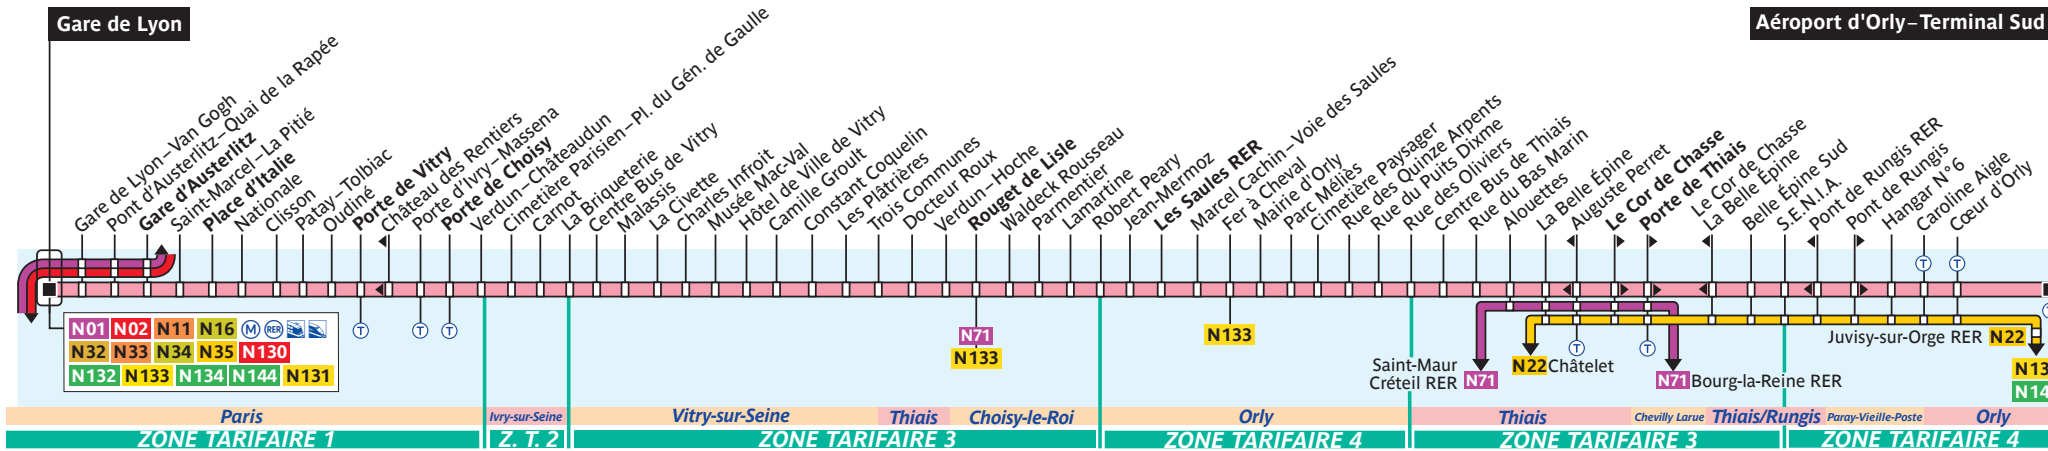 Gare de Lyon
Aéroport d'Orly–Terminal Sud
Gare de Lyon–Van Gogh
Pont d'Austerlitz–Quai de la Rapée
Gare d'Austerlitz
Saint-Marcel–La Pitié
Place d'Italie
Nationale
Clisson
Patay–Tolbiac
Oudiné
Porte de Vitry
Château des Rentiers
Porte d'Ivry–Massena
Porte de Choisy
Verdun–Châteaudun
Cimetière Parisien–Pl. du Gén. de Gaulle
Carnot
La Briqueterie
Centre Bus de Vitry
Malassis
La Civette
Charles Infroit
Musée Mac-Val
Hôtel de Ville de Vitry
Camille Groult
Constant Coquelin
Les Plâtrières
Trois Communes
Docteur Roux
Verdun–Hoche
Rouget de Lisle
Waldeck Rousseau
Parmentier
Lamartine
Robert Peary
Jean-Mermoz
Les Saules RER
Marcel Cachin–Voie des Saules
Fer à Cheval
Mairie d'Orly
Parc Méliès
Cimetière Paysager
Rue des Quinze Arpents
Rue du Puits Dixme
Rue des Oliviers
Centre Bus de Thiais
Rue du Bas Marin
Alouettes
La Belle Épine
Auguste Perret
Le Cor de Chasse
Porte de Thiais
Le Cor de Chasse
La Belle Épine
Belle Épine Sud
S.E.N.I.A.
Pont de Rungis RER
Pont de Rungis
Hangar N°6
Caroline Aigle
Cœur d'Orly
T T
N01 N02 N11 N16 M RER
N32 N33 N34 N35 N130
N132 N133 N134 N144 N131
T T T
N71
N133
N133
Saint-Maur
Créteil RER N71
N22 Châtelet
T T
N71 Bourg-la-Reine RER
Juvisy-sur-Orge RER N22
N13
N14
Paris Ivry-sur-Seine Vitry-sur-Seine Thiais Choisy-le-Roi Orly Thiais Chevilly Larue Thiais/Rungis Paray-Vieille-Poste Orly
ZONE TARIFAIRE 1 Z. T. 2 ZONE TARIFAIRE 3 ZONE TARIFAIRE 4 ZONE TARIFAIRE 3 ZONE TARIFAIRE 4